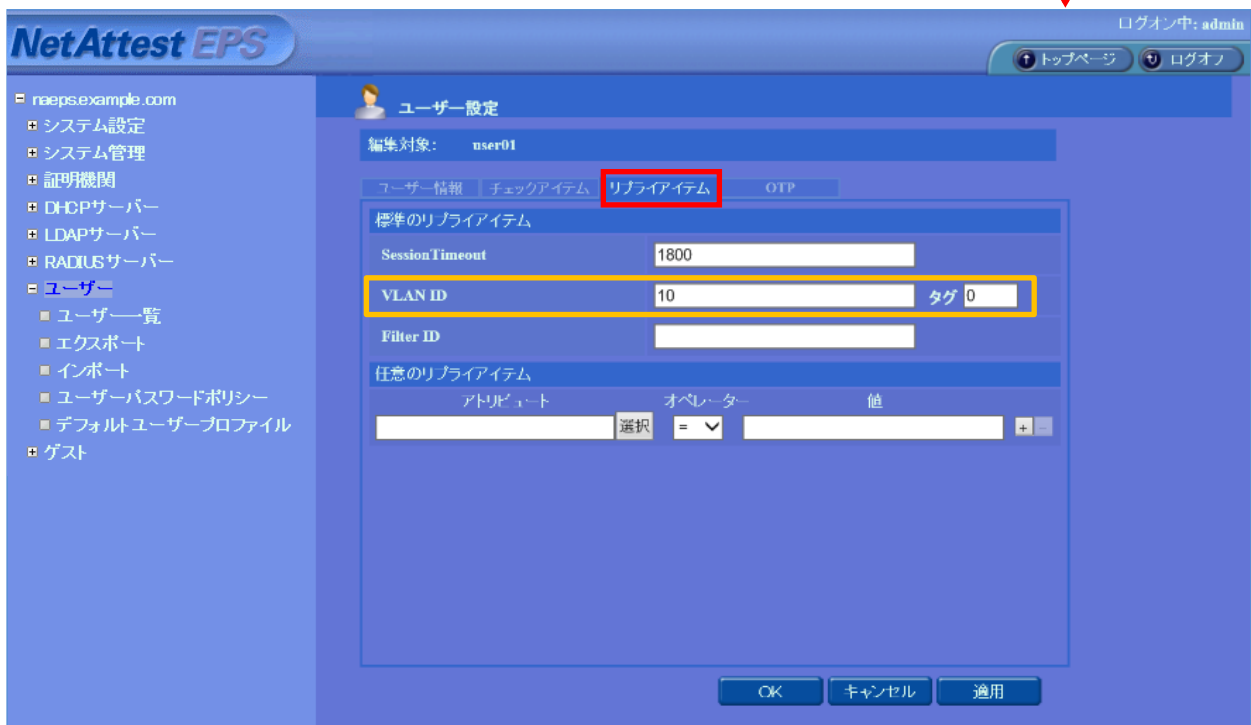 ログオン中: admin
NetAttest EPS
トップページ ログオフ
naeps.example.com
システム設定
システム管理
証明機関
DHCPサーバー
LDAPサーバー
RADIUSサーバー
ユーザー
ユーザー一覧
エクスポート
インポート
ユーザーパスワードポリシー
デフォルトユーザープロファイル
ゲスト
ユーザー設定
編集対象: user01
ユーザー情報 チェックアイテム リプライアイテム OTP
標準のリプライアイテム
SessionTimeout 1800
VLAN ID 10 タグ 0
Filter ID
任意のリプライアイテム
アトリビュート オペレーター 値
選択 = + -
OK キャンセル 適用